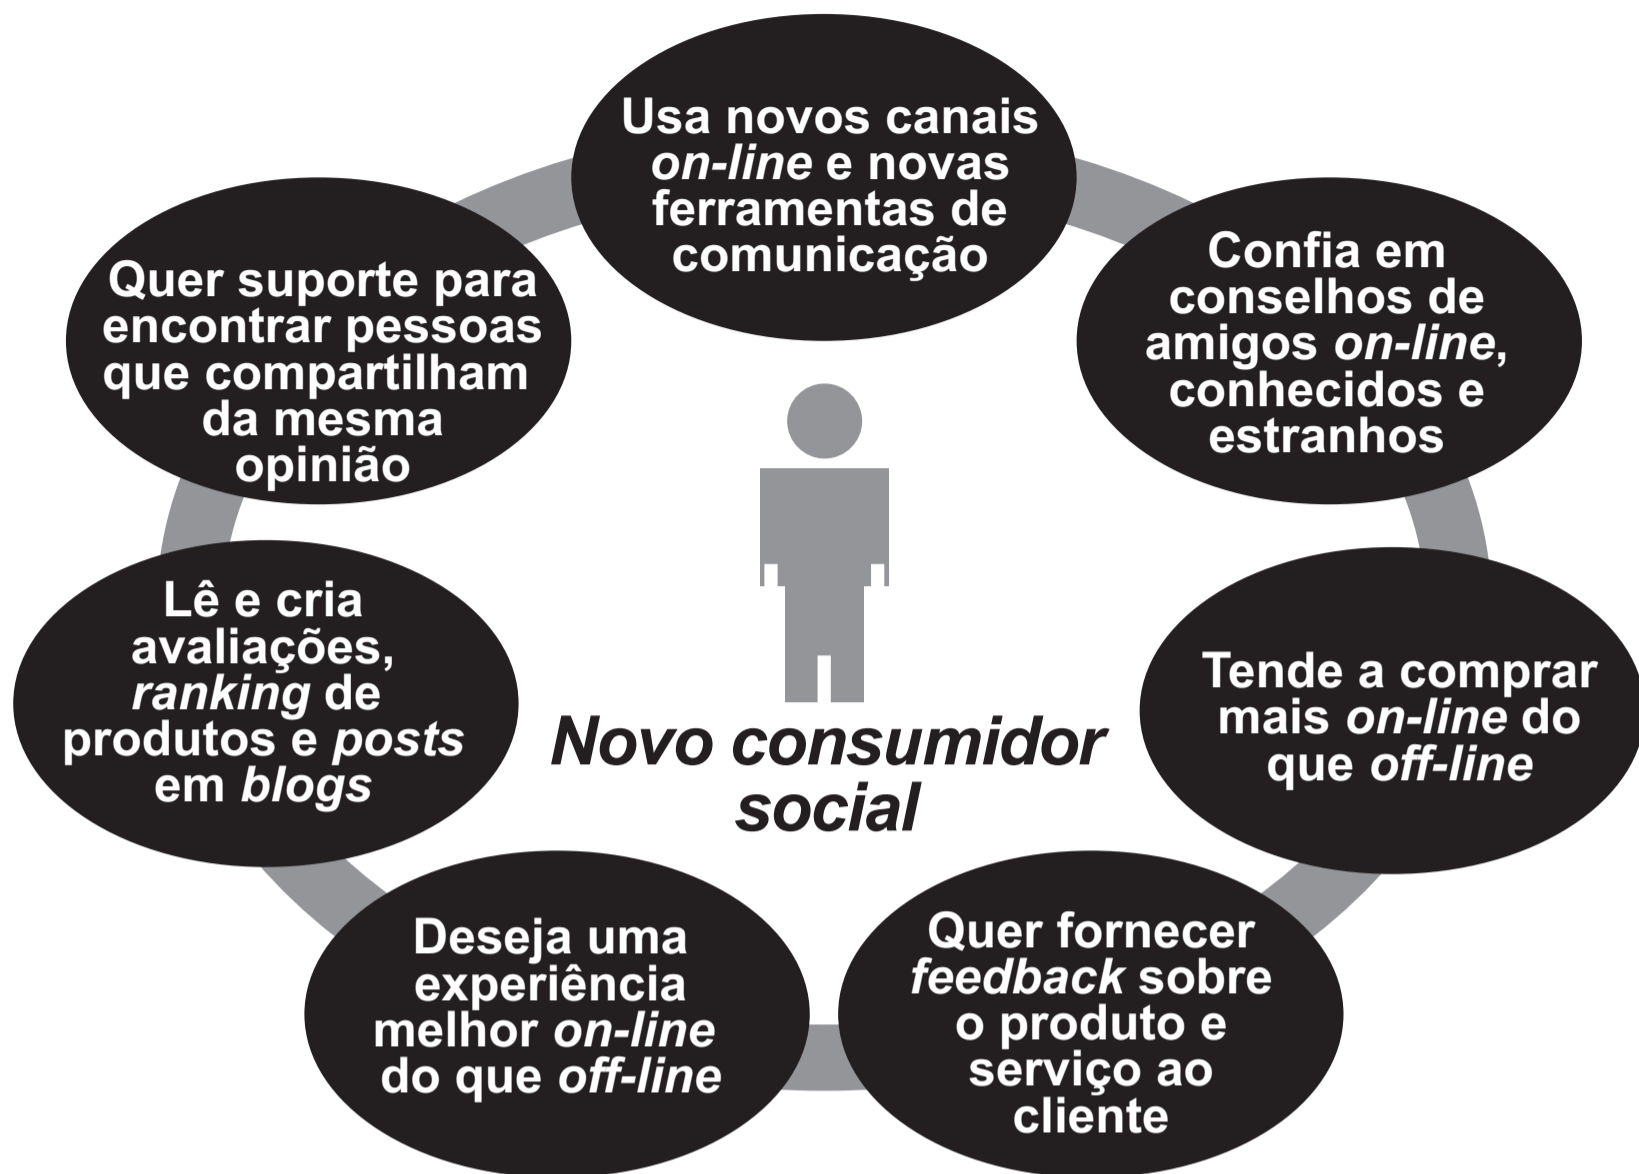 Usa novos canais
on-line e novas
ferramentas de
comunicação
Confia em
conselhos de
amigos on-line,
conhecidos e
estranhos
Tende a comprar
mais on-line do
que off-line
Quer fornecer
feedback sobre
o produto e
serviço ao
cliente
Deseja uma
experiência
melhor on-line
do que off-line
Lê e cria
avaliações,
ranking de
produtos e posts
em blogs
Quer suporte para
encontrar pessoas
que compartilham
da mesma
opinião
Novo consumidor
social